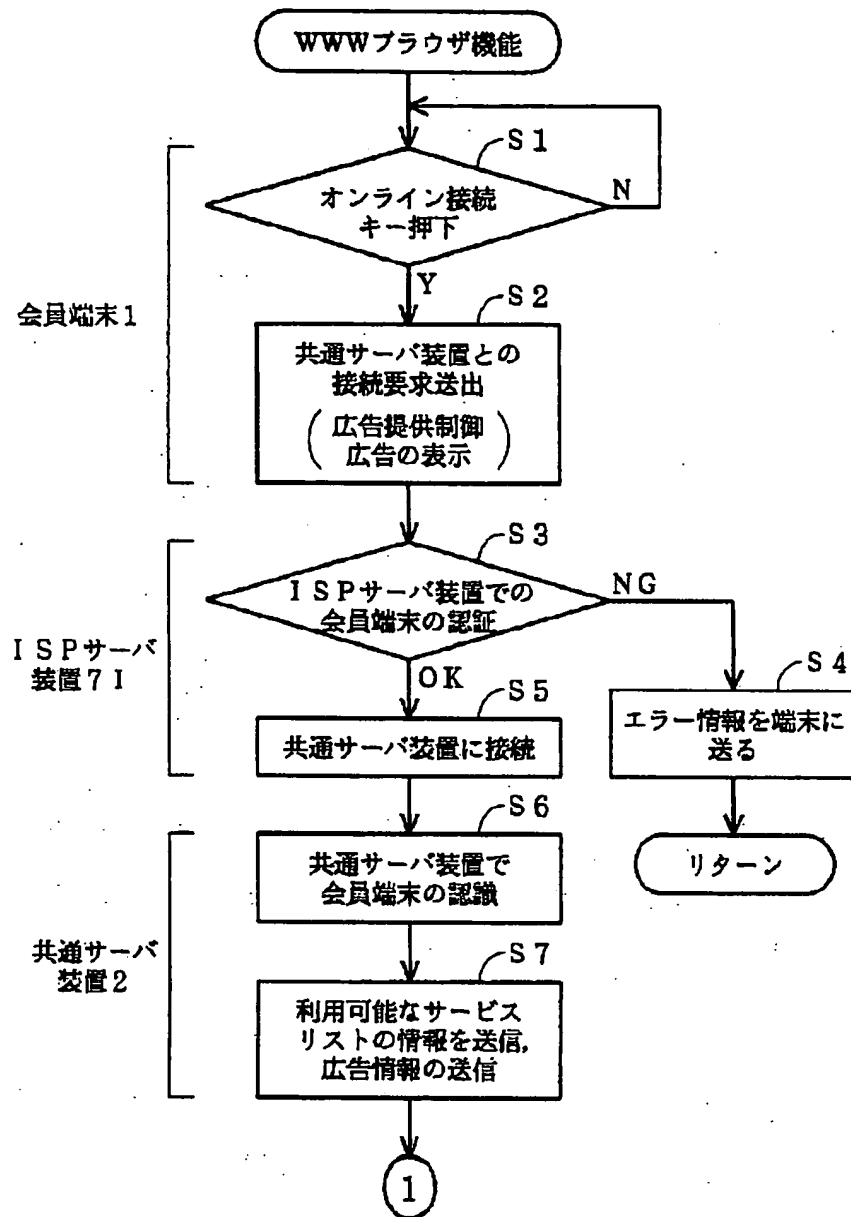 WWWブラウザ機能
S1
オンライン接続
キー押下
N
Y
会員端末1
S2
共通サーバ装置との
接続要求送出
(広告提供制御
広告の表示)
S3
ISPサーバ装置での
会員端末の認証
NG
OK
ISPサーバ
装置7I
S4
エラー情報を端末に
送る
S5
共通サーバ装置に接続
リターン
S6
共通サーバ装置で
会員端末の認識
共通サーバ
装置2
S7
利用可能なサービス
リストの情報を送信,
広告情報の送信
1